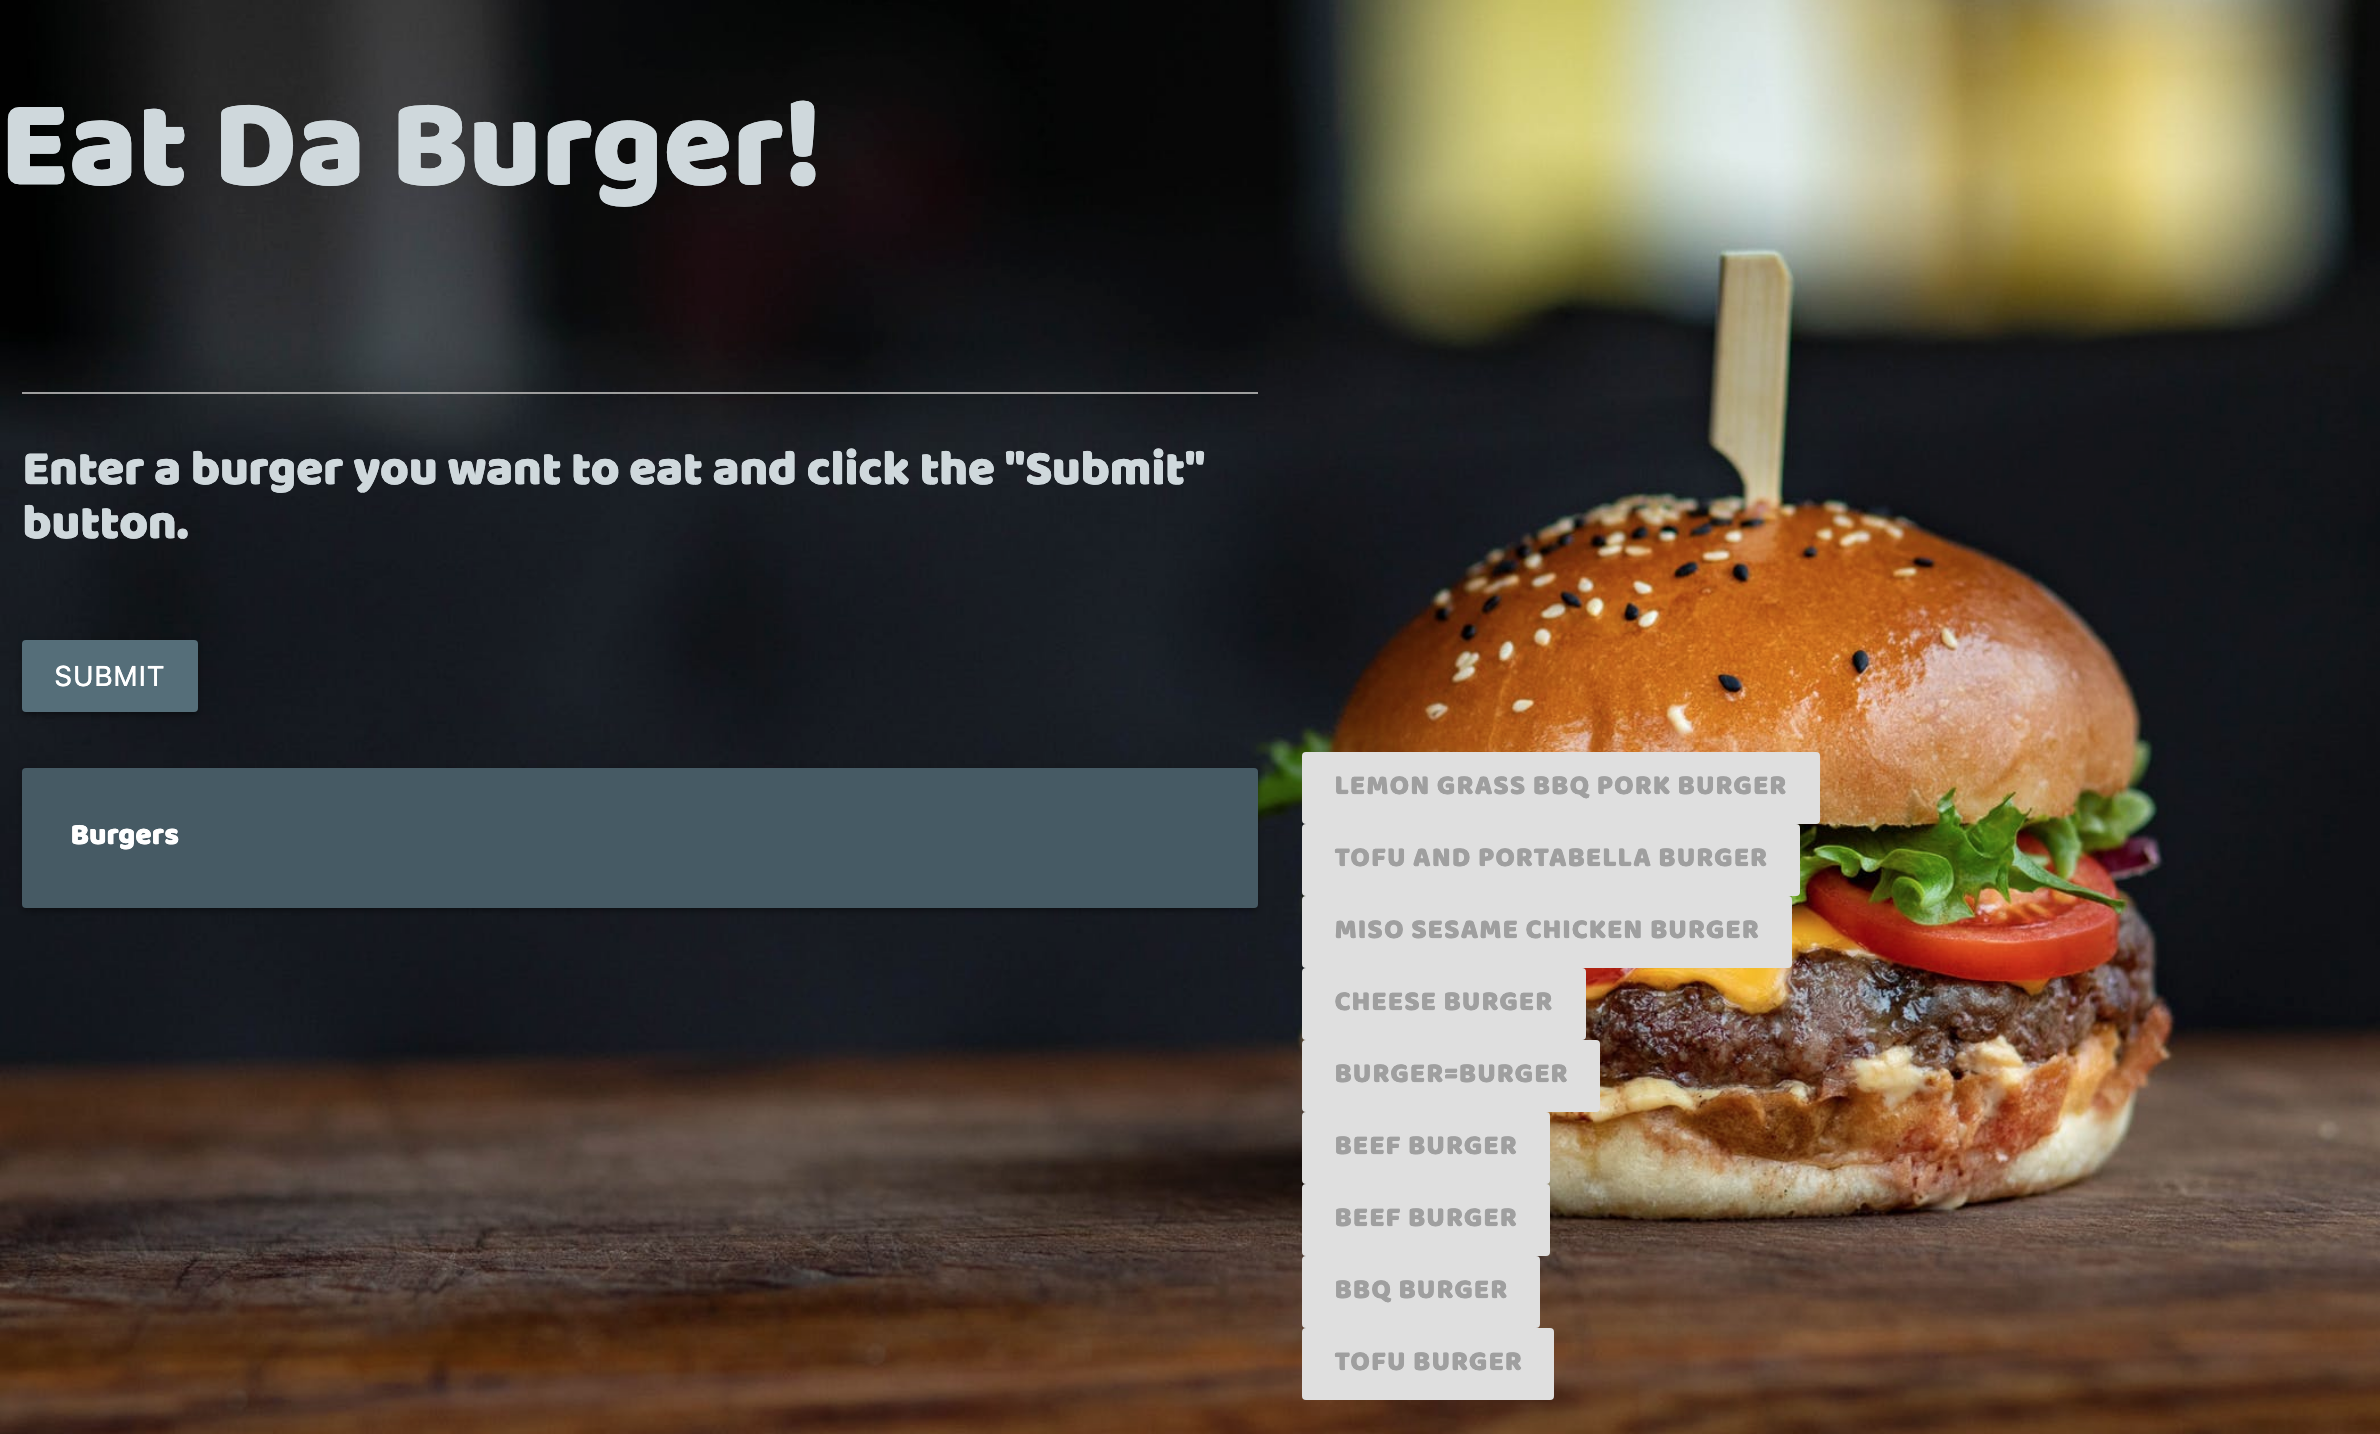 Eat Da Burger!
Enter a burger you want to eat and click the "Submit"
button.
SUBMIT
Burgers
LEMON GRASS BBQ PORK BURGER
TOFU AND PORTABELLA BURGER
MISO SESAME CHICKEN BURGER
CHEESE BURGER
BURGER=BURGER
BEEF BURGER
BEEF BURGER
BBQ BURGER
TOFU BURGER